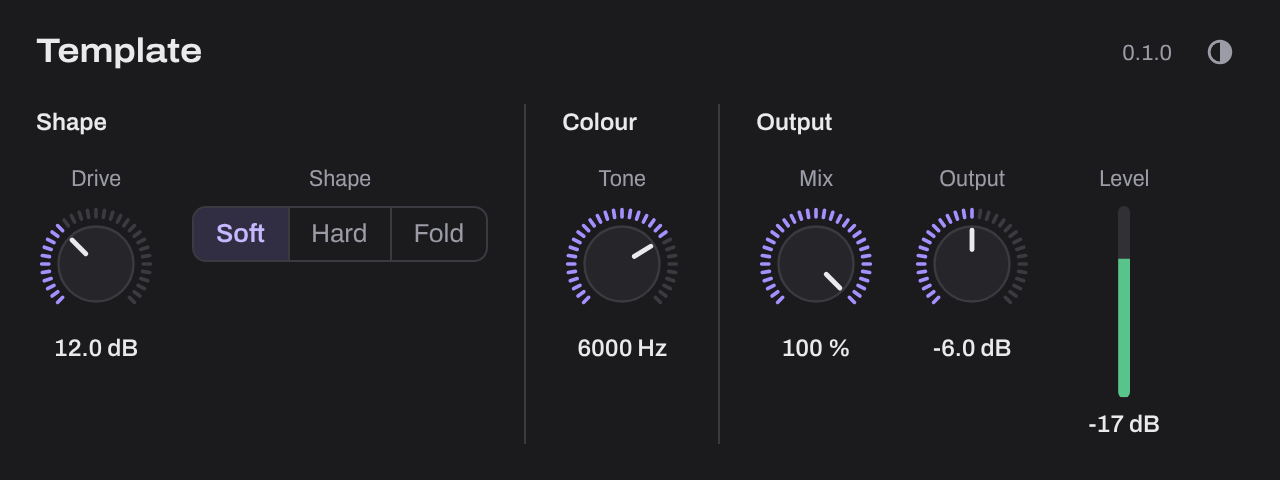 Template
0.1.0
Shape
Colour
Output
Drive
Shape
Tone
Mix
Output
Level
Soft
Hard
Fold
12.0 dB
6000 Hz
100 %
-6.0 dB
-17 dB